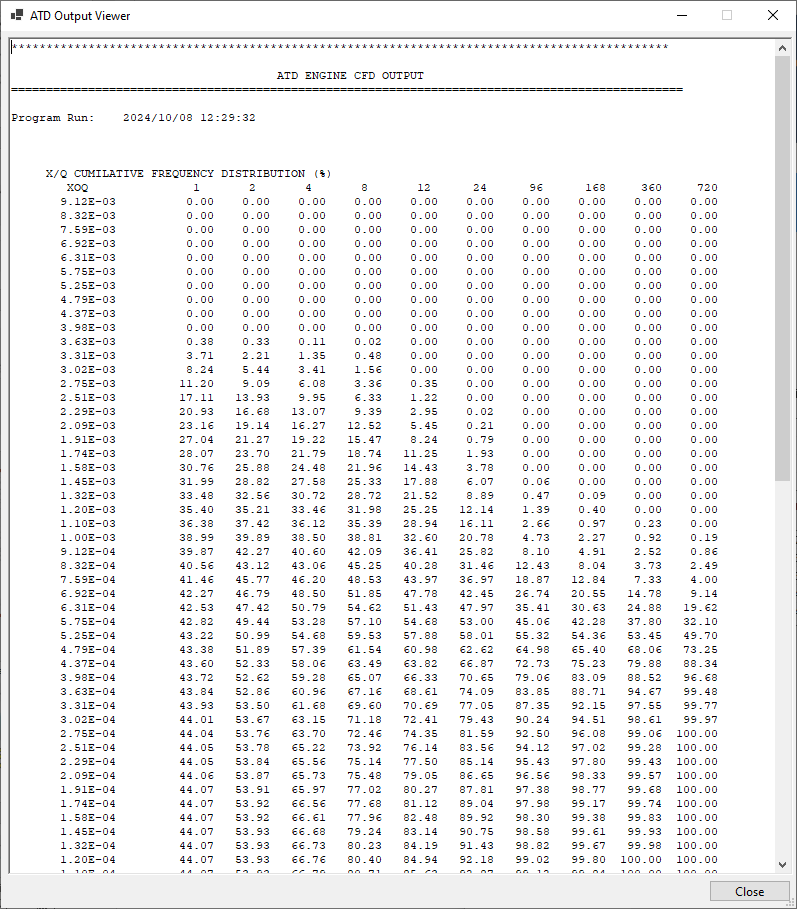 ATD Output Viewer
**********************************************************************************************
ATD ENGINE CFD OUTPUT
================================================================================================
Program Run: 2024/10/08 12:29:32
X/Q CUMILATIVE FREQUENCY DISTRIBUTION (%)
XOQ 1 2 4 8 12 24 96 168 360 720
9.12E-03 0.00 0.00 0.00 0.00 0.00 0.00 0.00 0.00 0.00 0.00
8.32E-03 0.00 0.00 0.00 0.00 0.00 0.00 0.00 0.00 0.00 0.00
7.59E-03 0.00 0.00 0.00 0.00 0.00 0.00 0.00 0.00 0.00 0.00
6.92E-03 0.00 0.00 0.00 0.00 0.00 0.00 0.00 0.00 0.00 0.00
6.31E-03 0.00 0.00 0.00 0.00 0.00 0.00 0.00 0.00 0.00 0.00
5.75E-03 0.00 0.00 0.00 0.00 0.00 0.00 0.00 0.00 0.00 0.00
5.25E-03 0.00 0.00 0.00 0.00 0.00 0.00 0.00 0.00 0.00 0.00
4.79E-03 0.00 0.00 0.00 0.00 0.00 0.00 0.00 0.00 0.00 0.00
4.37E-03 0.00 0.00 0.00 0.00 0.00 0.00 0.00 0.00 0.00 0.00
3.98E-03 0.00 0.00 0.00 0.00 0.00 0.00 0.00 0.00 0.00 0.00
3.63E-03 0.38 0.33 0.11 0.02 0.00 0.00 0.00 0.00 0.00 0.00
3.31E-03 3.71 2.21 1.35 0.48 0.00 0.00 0.00 0.00 0.00 0.00
3.02E-03 8.24 5.44 3.41 1.56 0.00 0.00 0.00 0.00 0.00 0.00
2.75E-03 11.20 9.09 6.08 3.36 0.35 0.00 0.00 0.00 0.00 0.00
2.51E-03 17.11 13.93 9.95 6.33 1.22 0.00 0.00 0.00 0.00 0.00
2.29E-03 20.93 16.68 13.07 9.39 2.95 0.02 0.00 0.00 0.00 0.00
2.09E-03 23.16 19.14 16.27 12.52 5.45 0.21 0.00 0.00 0.00 0.00
1.91E-03 27.04 21.27 19.22 15.47 8.24 0.79 0.00 0.00 0.00 0.00
1.74E-03 28.07 23.70 21.79 18.74 11.25 1.93 0.00 0.00 0.00 0.00
1.58E-03 30.76 25.88 24.48 21.96 14.43 3.78 0.00 0.00 0.00 0.00
1.45E-03 31.99 28.82 27.58 25.33 17.88 6.07 0.06 0.00 0.00 0.00
1.32E-03 33.48 32.56 30.72 28.72 21.52 8.89 0.47 0.09 0.00 0.00
1.20E-03 35.40 35.21 33.46 31.98 25.25 12.14 1.39 0.40 0.00 0.00
1.10E-03 36.38 37.42 36.12 35.39 28.94 16.11 2.66 0.97 0.23 0.00
1.00E-03 38.99 39.89 38.50 38.81 32.60 20.78 4.73 2.27 0.92 0.19
9.12E-04 39.87 42.27 40.60 42.09 36.41 25.82 8.10 4.91 2.52 0.86
8.32E-04 40.56 43.12 43.06 45.25 40.28 31.46 12.43 8.04 3.73 2.49
7.59E-04 41.46 45.77 46.20 48.53 43.97 36.97 18.87 12.84 7.33 4.00
6.92E-04 42.27 46.79 48.50 51.85 47.78 42.45 26.74 20.55 14.78 9.14
6.31E-04 42.53 47.42 50.79 54.62 51.43 47.97 35.41 30.63 24.88 19.62
5.75E-04 42.82 49.44 53.28 57.10 54.68 53.00 45.06 42.28 37.80 32.10
5.25E-04 43.22 50.99 54.68 59.53 57.88 58.01 55.32 54.36 53.45 49.70
4.79E-04 43.38 51.89 57.39 61.54 60.98 62.62 64.98 65.40 68.06 73.25
4.37E-04 43.60 52.33 58.06 63.49 63.82 66.87 72.73 75.23 79.88 88.34
3.98E-04 43.72 52.62 59.28 65.07 66.33 70.65 79.06 83.09 88.52 96.68
3.63E-04 43.84 52.86 60.96 67.16 68.61 74.09 83.85 88.71 94.67 99.48
3.31E-04 43.93 53.50 61.68 69.60 70.69 77.05 87.35 92.15 97.55 99.77
3.02E-04 44.01 53.67 63.15 71.18 72.41 79.43 90.24 94.51 98.61 99.97
2.75E-04 44.04 53.76 63.70 72.46 74.35 81.59 92.50 96.08 99.06 100.00
2.51E-04 44.05 53.78 65.22 73.92 76.14 83.56 94.12 97.02 99.28 100.00
2.29E-04 44.05 53.84 65.56 75.14 77.50 85.14 95.43 97.80 99.43 100.00
2.09E-04 44.06 53.87 65.73 75.48 79.05 86.65 96.56 98.33 99.57 100.00
1.91E-04 44.07 53.91 65.97 77.02 80.27 87.81 97.38 98.77 99.68 100.00
1.74E-04 44.07 53.92 66.56 77.68 81.12 89.04 97.98 99.17 99.74 100.00
1.58E-04 44.07 53.92 66.61 77.96 82.48 89.92 98.30 99.38 99.83 100.00
1.45E-04 44.07 53.93 66.68 79.24 83.14 90.75 98.58 99.61 99.93 100.00
1.32E-04 44.07 53.93 66.73 80.23 84.19 91.43 98.82 99.67 99.98 100.00
1.20E-04 44.07 53.93 66.76 80.40 84.94 92.18 99.02 99.80 100.00 100.00
Close